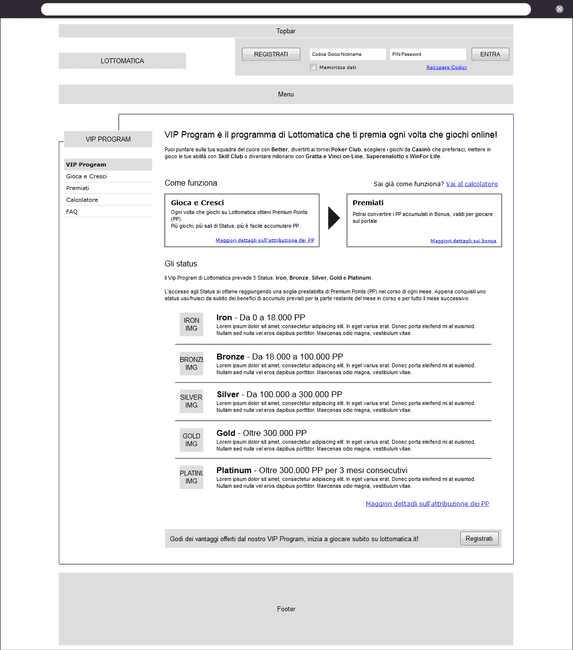 Topbar
LOTTOMATICA
REGISTRATI
Codice Gioco/Nickname
PIN/Password
ENTRA
Memorizza dati
Recupera Codici
Menu
VIP PROGRAM
VIP Program
Gioca e Cresci
Premiati
Calcolatore
FAQ
VIP Program è il programma di Lottomatica che ti premia ogni volta che giochi online!
Puoi puntare sulla tua squadra del cuore con Better, divertirti ai tornei Poker Club, scegliere i giochi da Casinò che preferisci, mettere in
gioco le tue abilità con Skill Club o diventare milionario con Gratta e Vinci on Line, Superenalotto e WinFor Life.
Come funziona
Sai già come funziona? Vai al calcolatore
Gioca e Cresci
Ogni volta che giochi su Lottomatica ottieni Premium Points
(PP).
Più giochi, più sali di Status, più è facile accumulare PP.
Maggiori dettagli sull'attribuzione dei PP
Premiati
Potrai convertire i PP accumulati in Bonus, validi per giocare
sul portale
Maggiori dettagli sui bonus
Gli status
Il Vip Program di Lottomatica prevede 5 Status: Iron, Bronze, Silver, Gold e Platinum.
L'accesso agli Status si ottiene raggiungendo una soglia prestabilita di Premium Points (PP) nel corso di ogni mese. Appena conquisti uno
status usufruisci da subito dei benefici di accumulo previsti per la parte restante del mese in corso e per tutto il mese successivo.
IRON
IMG
Iron - Da 0 a 18.000 PP
Lorem ipsum dolor sit amet, consectetur adipiscing elit. In eget varius erat. Donec porta eleifend mi at euismod.
Nullam sed nulla vel eros dapibus porttitor. Maecenas odio magna, vestibulum vitae.
BRONZE
IMG
Bronze - Da 18.000 a 100.000 PP
Lorem ipsum dolor sit amet, consectetur adipiscing elit. In eget varius erat. Donec porta eleifend mi at euismod.
Nullam sed nulla vel eros dapibus porttitor. Maecenas odio magna, vestibulum vitae.
SILVER
IMG
Silver - Da 100.000 a 300.000 PP
Lorem ipsum dolor sit amet, consectetur adipiscing elit. In eget varius erat. Donec porta eleifend mi at euismod.
Nullam sed nulla vel eros dapibus porttitor. Maecenas odio magna, vestibulum vitae.
GOLD
IMG
Gold - Oltre 300.000 PP
Lorem ipsum dolor sit amet, consectetur adipiscing elit. In eget varius erat. Donec porta eleifend mi at euismod.
Nullam sed nulla vel eros dapibus porttitor. Maecenas odio magna, vestibulum vitae.
PLATINU
IMG
Platinum - Oltre 300.000 PP per 3 mesi consecutivi
Lorem ipsum dolor sit amet, consectetur adipiscing elit. In eget varius erat. Donec porta eleifend mi at euismod.
Nullam sed nulla vel eros dapibus porttitor. Maecenas odio magna, vestibulum vitae.
Maggiori dettagli sull'attribuzione dei PP
Godi dei vantaggi offerti dal nostro VIP Program, inizia a giocare subito su lottomatica.it!
Registrati
Footer